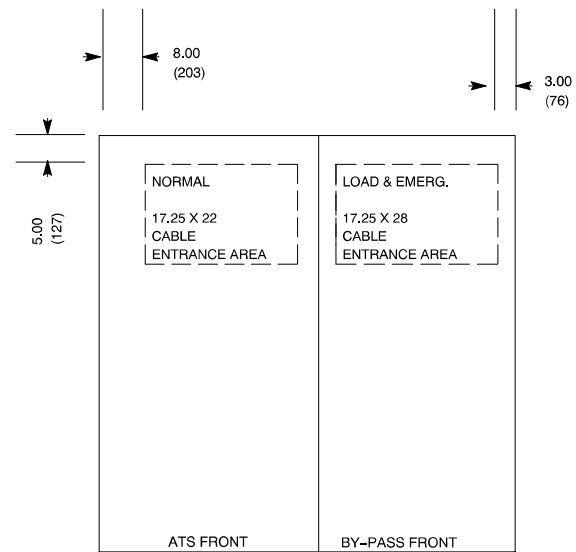 8.00
(203)
3.00
(76)
5.00
(127)
NORMAL
17.25 X 22
CABLE
ENTRANCE AREA
LOAD & EMERG.
17.25 X 28
CABLE
ENTRANCE AREA
ATS FRONT
BY–PASS FRONT